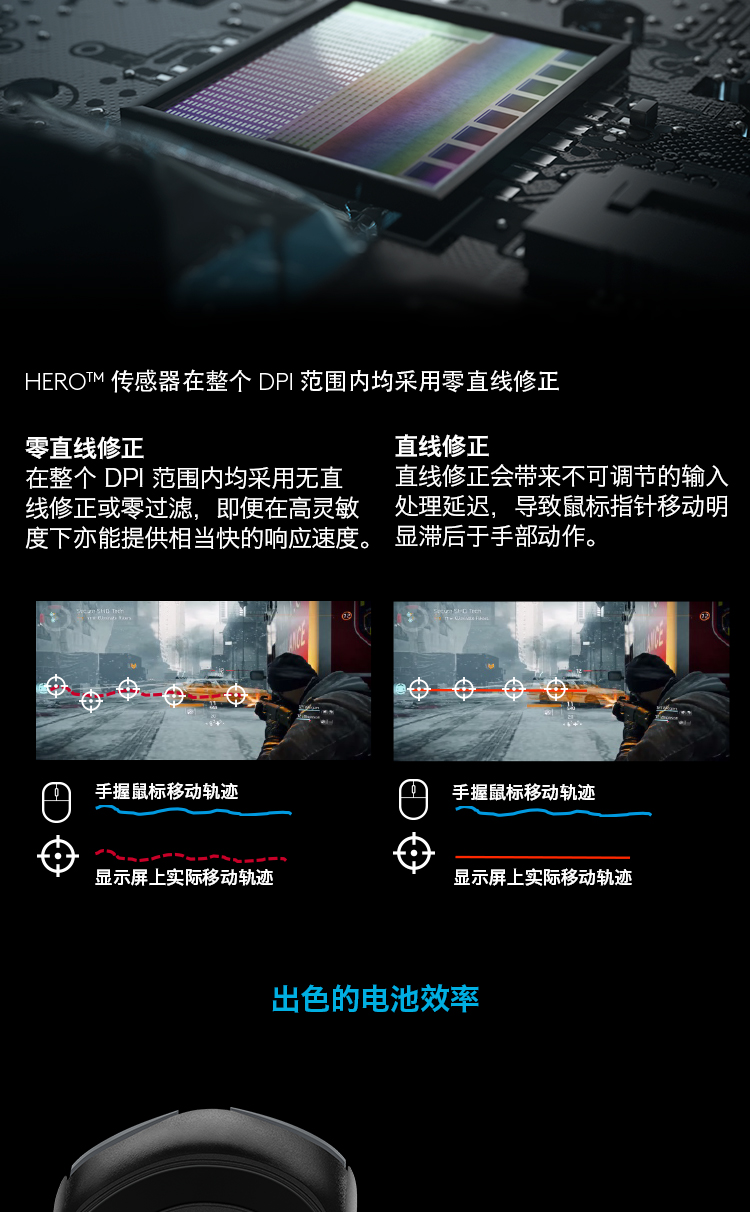 HERO™ 传感器在整个 DPI 范围内均采用零直线修正
零直线修正
在整个 DPI 范围内均采用无直
线修正或零过滤，即便在高灵敏
度下亦能提供相当快的响应速度。
直线修正
直线修正会带来不可调节的输入
处理延迟，导致鼠标指针移动明
显滞后于手部动作。
Secure SHD Tech
手握鼠标移动轨迹
显示屏上实际移动轨迹
Secure SHD Tech
手握鼠标移动轨迹
显示屏上实际移动轨迹
出色的电池效率